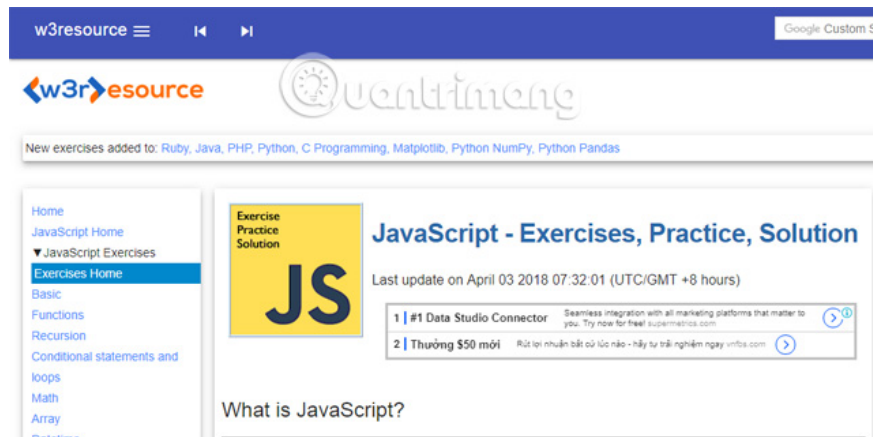 w3resource
Google Custom S
w3resource
Quantrimang
New exercises added to: Ruby, Java, PHP, Python, C Programming, Matplotlib, Python NumPy, Python Pandas
Home
JavaScript Home
▼JavaScript Exercises
Exercises Home
Basic
Functions
Recursion
Conditional statements and
loops
Math
Array
Exercise
Practice
Solution
JS
JavaScript - Exercises, Practice, Solution
Last update on April 03 2018 07:32:01 (UTC/GMT +8 hours)
1 #1 Data Studio Connector Seamless integration with all marketing platforms that matter to
you. Try now for free! supermetrics.com
2 Thưởng $50 mới Rút lợi nhuận bất cứ lúc nào - hãy tự trải nghiệm ngay vnfbs.com
What is JavaScript?